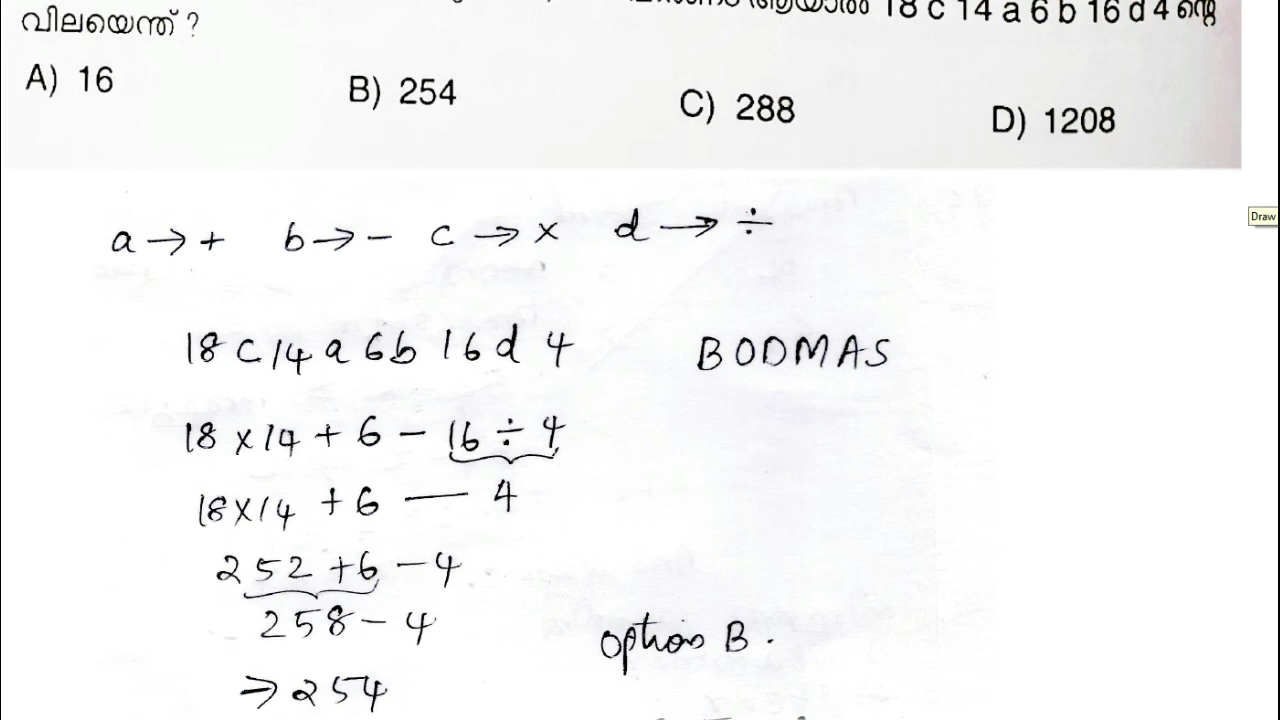 ആയാൽ 18 c 14 a 6 b 16 d 4 ന്റെ
വിലയെന്ത് ?
A) 16 B) 254 C) 288 D) 1208
Draw
a → + b → - c → × d → ÷
18 c 14 a 6 b 16 d 4 BODMAS
18 × 14 + 6 - 16 ÷ 4
18 × 14 + 6 — 4
252 + 6 - 4
258 - 4
option B .
⇒ 254